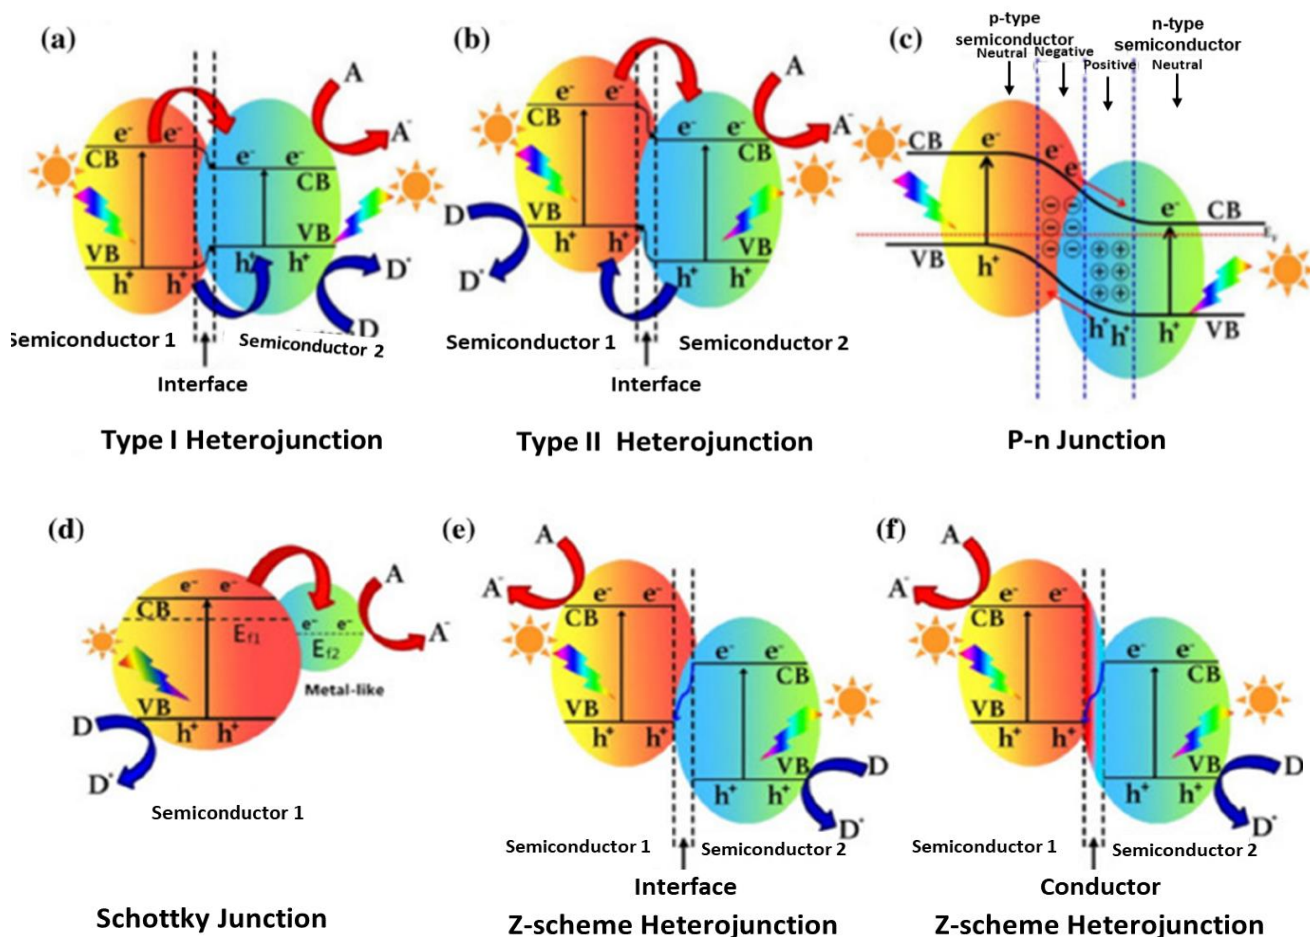 (a)
A
e⁻ e⁻
CB
e⁻ e⁻
CB
A⁻
VB
h⁺ h⁺
VB
h⁺ h⁺
D⁺
D
Semiconductor 1
Semiconductor 2
Interface
Type I Heterojunction
(b)
A
e⁻ e⁻
CB
e⁻ e⁻
CB
A⁻
D
VB
h⁺ h⁺
D⁺
VB
h⁺ h⁺
Semiconductor 1
Semiconductor 2
Interface
Type II Heterojunction
(c)
p-type
semiconductor
n-type
semiconductor
Neutral
Negative
Positive
Neutral
CB
e⁻
e⁻
e
e⁻
CB
E_F
VB
h⁺
h⁺ h⁺
h⁺
VB
P-n Junction
(d)
e⁻ e⁻
CB
E_f1
A
e⁻ e⁻
E_f2
A⁻
Metal-like
D
VB
h⁺ h⁺
D⁺
Semiconductor 1
Schottky Junction
(e)
A
A⁻
e⁻ e⁻
CB
e⁻ e⁻
CB
VB
h⁺ h⁺
VB
h⁺ h⁺
D
D⁺
Semiconductor 1
Semiconductor 2
Interface
Z-scheme Heterojunction
(f)
A
A⁻
e⁻ e⁻
CB
e⁻ e⁻
CB
VB
h⁺ h⁺
VB
h⁺ h⁺
D
D⁺
Semiconductor 1
Semiconductor 2
Conductor
Z-scheme Heterojunction